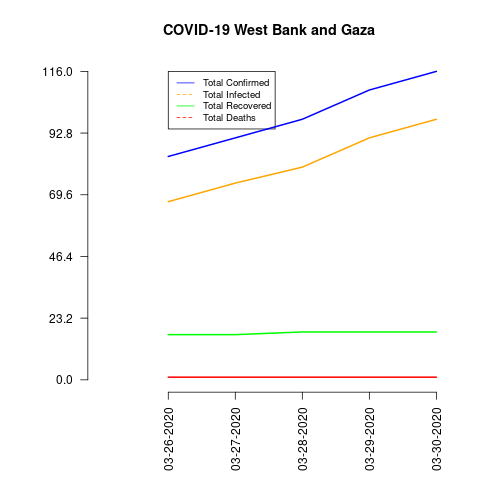 COVID-19 West Bank and Gaza
116.0
92.8
69.6
46.4
23.2
0.0
Total Confirmed
Total Infected
Total Recovered
Total Deaths
03-26-2020
03-27-2020
03-28-2020
03-29-2020
03-30-2020